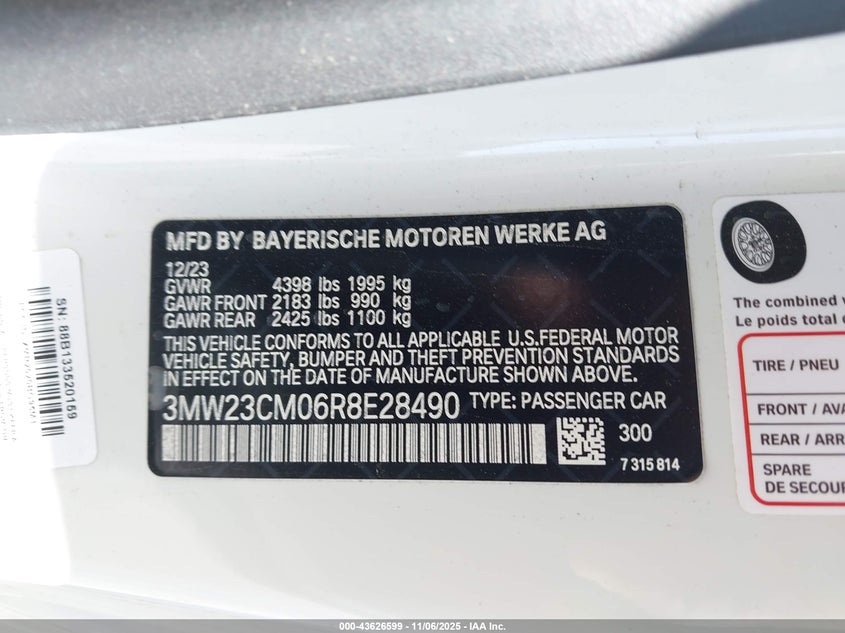 MFD BY BAYERISCHE MOTOREN WERKE AG
12/23
GVWR 4398 lbs 1995 kg
GAWR FRONT 2183 lbs 990 kg
GAWR REAR 2425 lbs 1100 kg
THIS VEHICLE CONFORMS TO ALL APPLICABLE U.S.FEDERAL MOTOR
VEHICLE SAFETY, BUMPER AND THEFT PREVENTION STANDARDS
IN EFFECT ON THE DATE OF MANUFACTURE SHOWN ABOVE.
3MW23CM06R8E28490 TYPE: PASSENGER CAR
300
7 315 814
SN: 88B133520159
The combined
Le poids total
TIRE / PNEU
FRONT /
REAR /
SPARE
DE
000-43626599 - 11/06/2025 - IAA Inc.